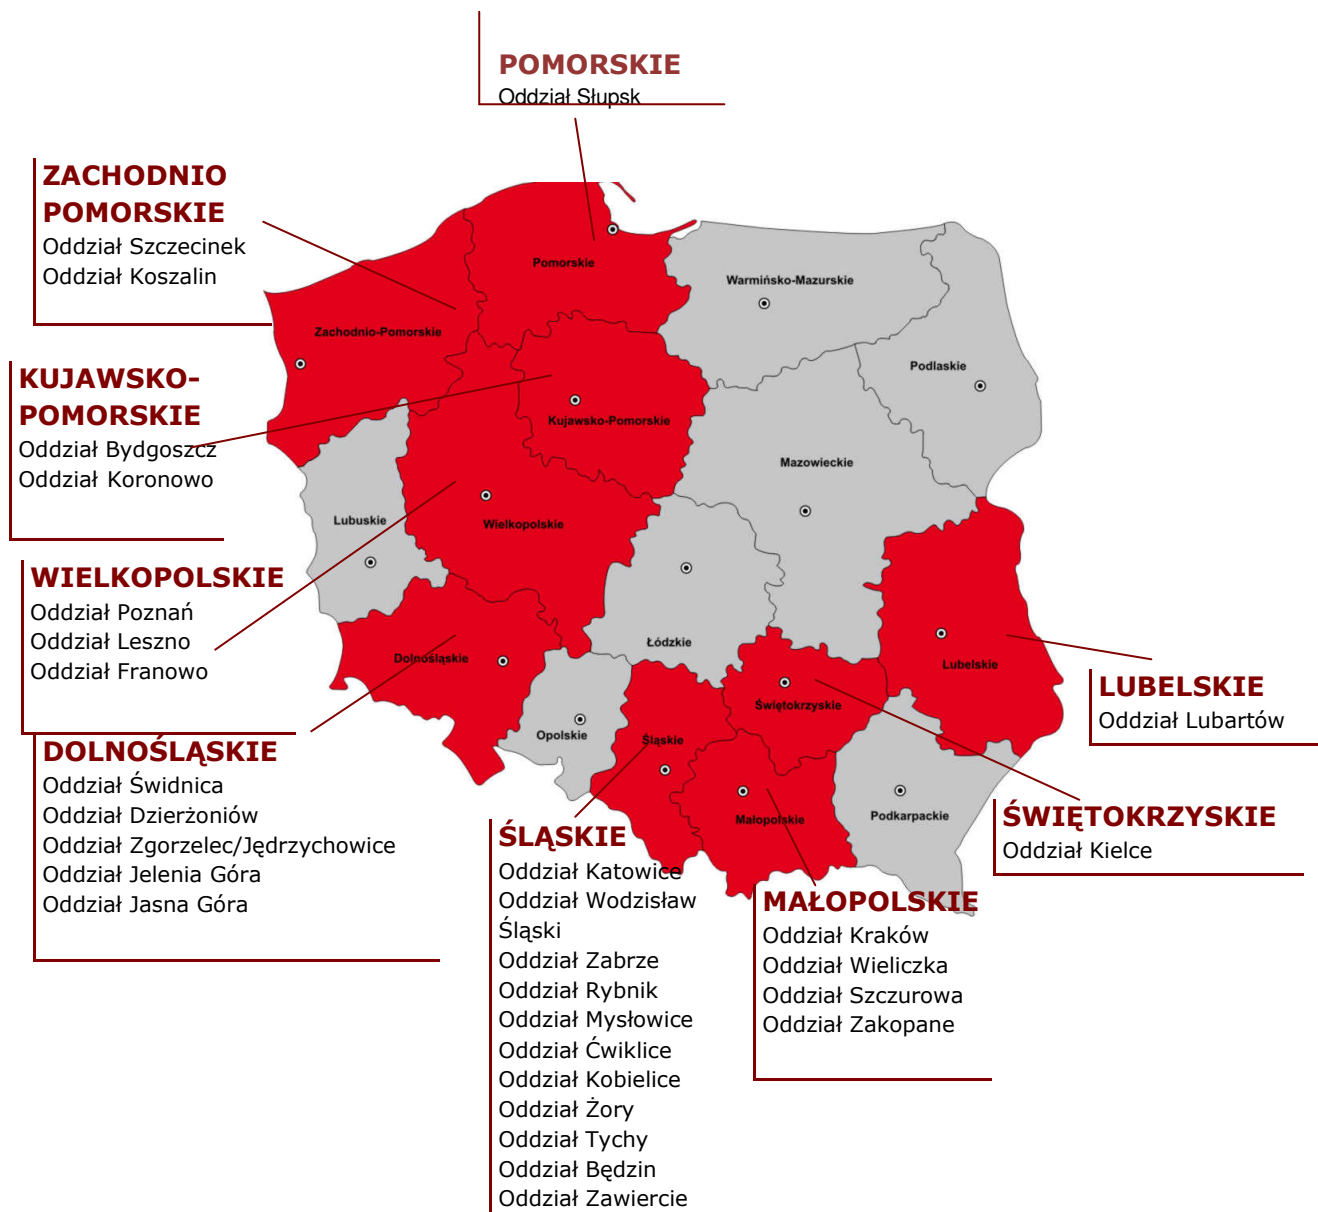 POMORSKIE
Oddział Słupsk
ZACHODNIO
POMORSKIE
Oddział Szczecinek
Oddział Koszalin
KUJAWSKO-
POMORSKIE
Oddział Bydgoszcz
Oddział Koronowo
WIELKOPOLSKIE
Oddział Poznań
Oddział Leszno
Oddział Franowo
DOLNOŚLĄSKIE
Oddział Świdnica
Oddział Dzierżoniów
Oddział Zgorzelec/Jędrzychowice
Oddział Jelenia Góra
Oddział Jasna Góra
ŚLĄSKIE
Oddział Katowice
Oddział Wodzisław
Śląski
Oddział Zabrze
Oddział Rybnik
Oddział Mysłowice
Oddział Ćwiklice
Oddział Kobielice
Oddział Żory
Oddział Tychy
Oddział Będzin
Oddział Zawiercie
MAŁOPOLSKIE
Oddział Kraków
Oddział Wieliczka
Oddział Szczurowa
Oddział Zakopane
ŚWIĘTOKRZYSKIE
Oddział Kielce
LUBELSKIE
Oddział Lubartów
Pomorskie
Warmińsko-Mazurskie
Zachodnio-Pomorskie
Podlaskie
Kujawsko-Pomorskie
Mazowieckie
Lubuskie
Wielkopolskie
Łódzkie
Dolnośląskie
Lubelskie
Świętokrzyskie
Opolskie
Śląskie
Małopolskie
Podkarpackie